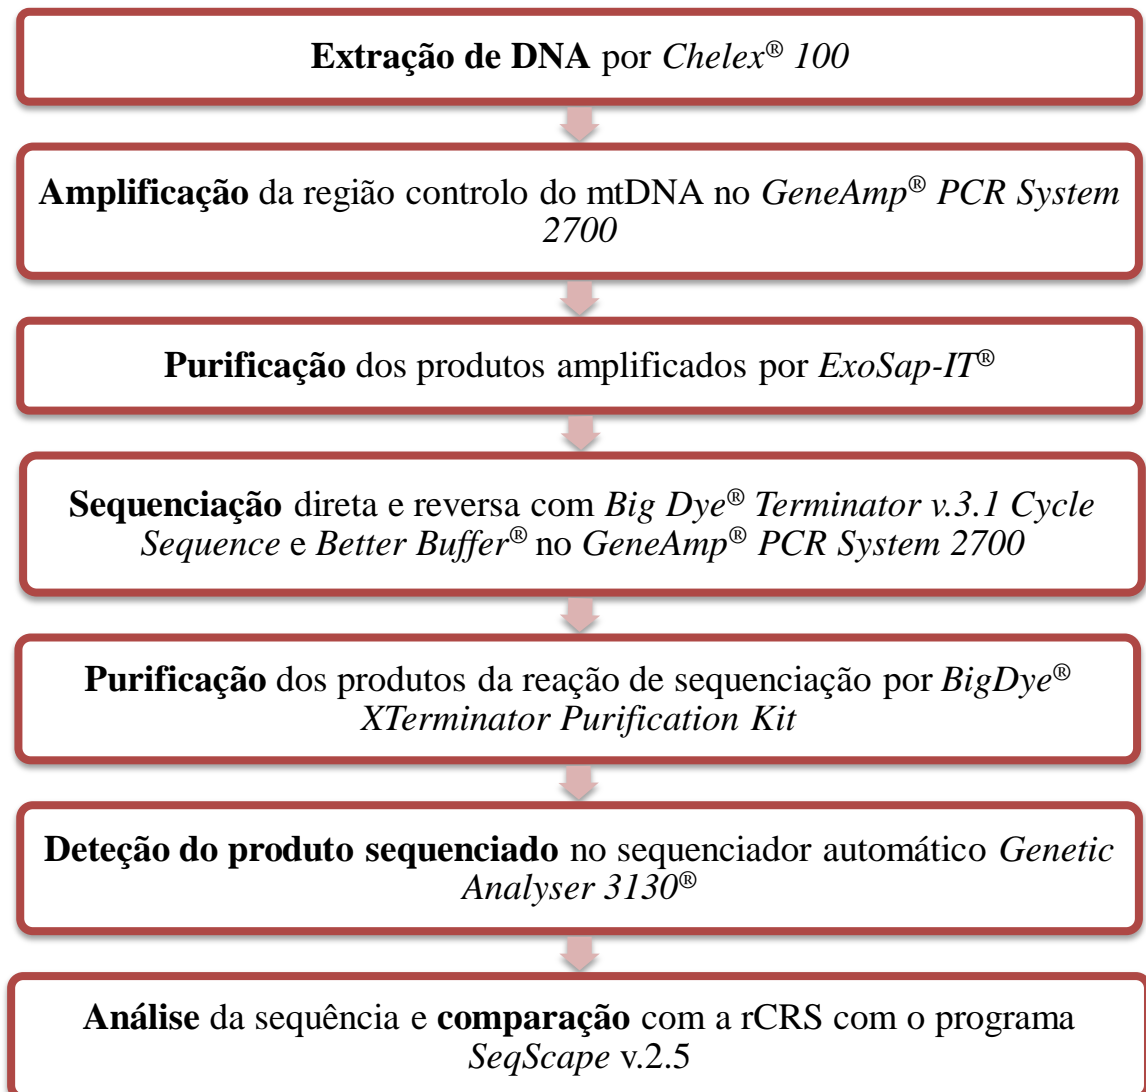 Extração de DNA por Chelex® 100
Amplificação da região controlo do mtDNA no GeneAmp® PCR System
2700
Purificação dos produtos amplificados por ExoSap-IT®
Sequenciação direta e reversa com Big Dye® Terminator v.3.1 Cycle
Sequence e Better Buffer® no GeneAmp® PCR System 2700
Purificação dos produtos da reação de sequenciação por BigDye®
XTerminator Purification Kit
Deteção do produto sequenciado no sequenciador automático Genetic
Analyser 3130®
Análise da sequência e comparação com a rCRS com o programa
SeqScape v.2.5